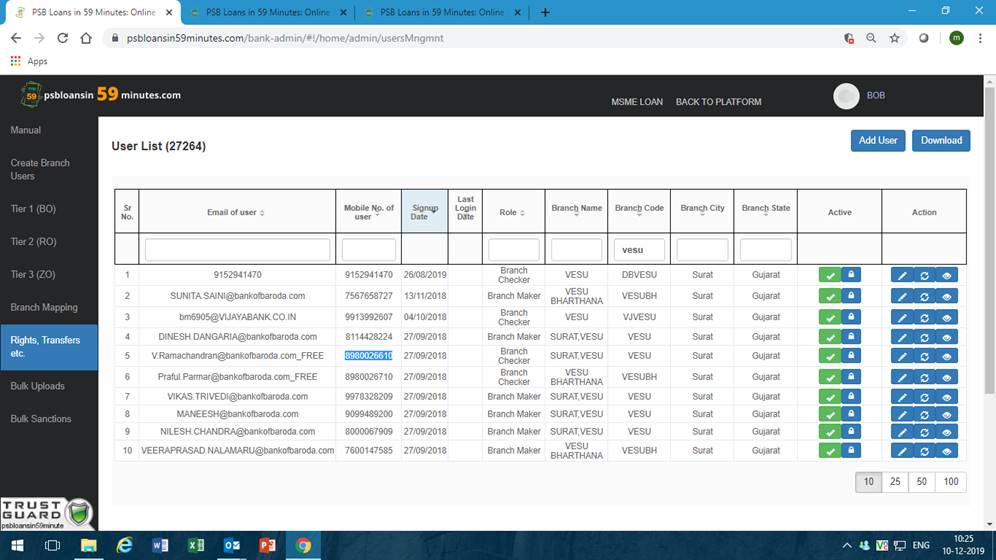 PSB Loans in 59 Minutes: Online
PSB Loans in 59 Minutes: Online
PSB Loans in 59 Minutes: Online
psbloansin59minutes.com/bank-admin/#!/home/admin/usersMngmnt
m
Apps
psbloansin 59 minutes.com
MSME LOAN BACK TO PLATFORM BOB
Manual
Create Branch
Users
Tier 1 (BO)
Tier 2 (RO)
Tier 3 (ZO)
Branch Mapping
Rights, Transfers
etc.
Bulk Uploads
Bulk Sanctions
User List (27264)
Add User Download
Sr No. Email of user Mobile No. of user Signup Date Last Login Date Role Branch Name Branch Code Branch City Branch State Active Action
vesu
1 9152941470 9152941470 26/08/2019 Branch Checker VESU DBVESU Surat Gujarat
2 SUNITA.SAINI@bankofbaroda.com 7567658727 13/11/2018 Branch Maker VESU BHARTHANA VESUBH Surat Gujarat
3 bm6905@VIJAYABANK.CO.IN 9913992607 04/10/2018 Branch Checker VESU VJVESU Surat Gujarat
4 DINESH.DANGARIA@bankofbaroda.com 8114428224 27/09/2018 Branch Maker SURAT,VESU VESU Surat Gujarat
5 V.Ramachandran@bankofbaroda.com_FREE 8980026610 27/09/2018 Branch Checker SURAT,VESU VESU Surat Gujarat
6 Praful.Parmar@bankofbaroda.com_FREE 8980026710 27/09/2018 Branch Checker VESU BHARTHANA VESUBH Surat Gujarat
7 VIKAS.TRIVEDI@bankofbaroda.com 9978328209 27/09/2018 Branch Maker SURAT,VESU VESU Surat Gujarat
8 MANEESH@bankofbaroda.com 9099489200 27/09/2018 Branch Maker SURAT,VESU VESU Surat Gujarat
9 NILESH.CHANDRA@bankofbaroda.com 8000067909 27/09/2018 Branch Maker SURAT,VESU VESU Surat Gujarat
10 VEERAPRASAD.NALAMARU@bankofbaroda.com 7600147585 27/09/2018 Branch Maker VESU BHARTHANA VESUBH Surat Gujarat
10 25 50 100
TRUST
GUARD
psbloansin59minute
ENG
10:25
10-12-2019